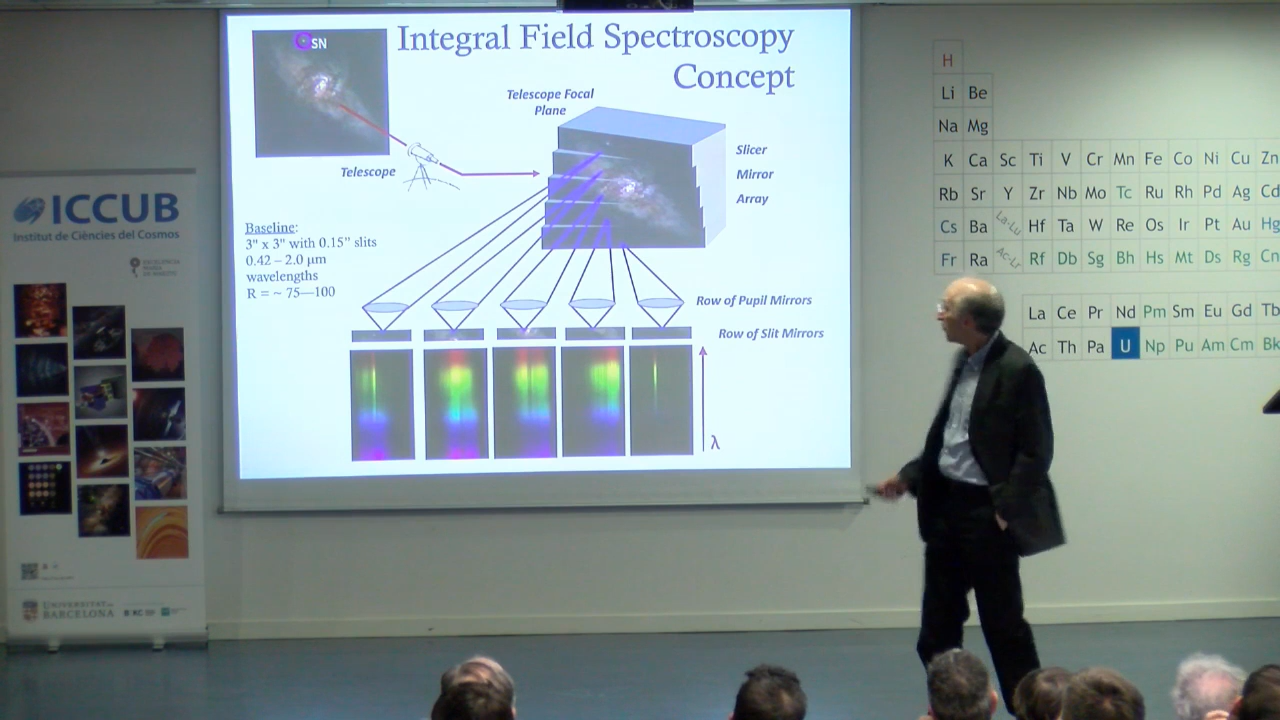 SN
Integral Field Spectroscopy
Concept
Telescope Focal
Plane
Telescope
Slicer
Mirror
Array
Baseline:
3" x 3" with 0.15" slits
0.42 – 2.0 μm
wavelengths
R = ~ 75—100
Row of Pupil Mirrors
Row of Slit Mirrors
λ
ICCUB
Institut de Ciències del Cosmos
UNIVERSITAT DE
BARCELONA
H
Li Be
Na Mg
K Ca Sc Ti V Cr Mn Fe Co Ni Cu Zn
Rb Sr Y Zr Nb Mo Tc Ru Rh Pd Ag Cd
Cs Ba La-Lu Hf Ta W Re Os Ir Pt Au Hg
Fr Ra Ac-Lr Rf Db Sg Bh Hs Mt Ds Rg Cn
La Ce Pr Nd Pm Sm Eu Gd Tb
Ac Th Pa U Np Pu Am Cm Bk